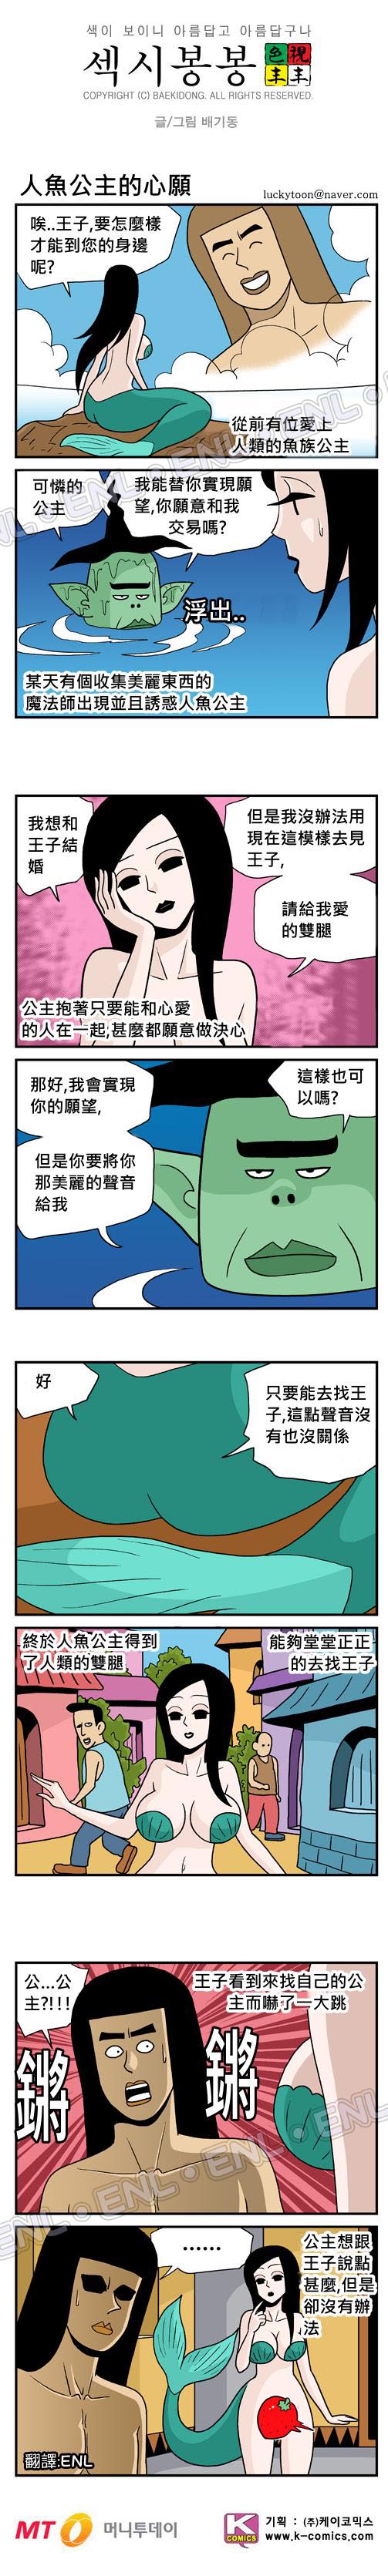 색이 보이니 아름답고 아름답구나
섹시봉봉
色視
主主
COPYRIGHT (C) BAEKIDONG. ALL RIGHTS RESERVED.
글/그림 배기동
人魚公主的心願
luckytoon@naver.com
唉..王子,要怎麼樣
才能到您的身邊
呢?
從前有位愛上
人類的魚族公主
可憐的
公主
我能替你實現願
望,你願意和我
交易嗎?
浮出..
某天有個收集美麗東西的
魔法師出現並且誘惑人魚公主
我想和
王子結
婚
但是我沒辦法用
現在這模樣去見
王子,
請給我愛
的雙腿
公主抱著只要能和心愛
的人在一起,甚麼都願意做決心
那好,我會實現
你的願望,
但是你要將你
那美麗的聲音
給我
這樣也可
以嗎?
好
只要能去找王
子,這點聲音沒
有也沒關係
終於人魚公主得到
了人類的雙腿
能夠堂堂正正
的去找王子
公...公
主?!!!
王子看到來找自己的公
主而嚇了一大跳
鏘
鏘
ENL•ENL•ENL•ENL
......
公主想跟
王子說點
甚麼,但是
卻沒有辦
法
翻譯:ENL
MT 머니투데이
K
COMICS
기획 : (주)케이코믹스
www.k-comics.com